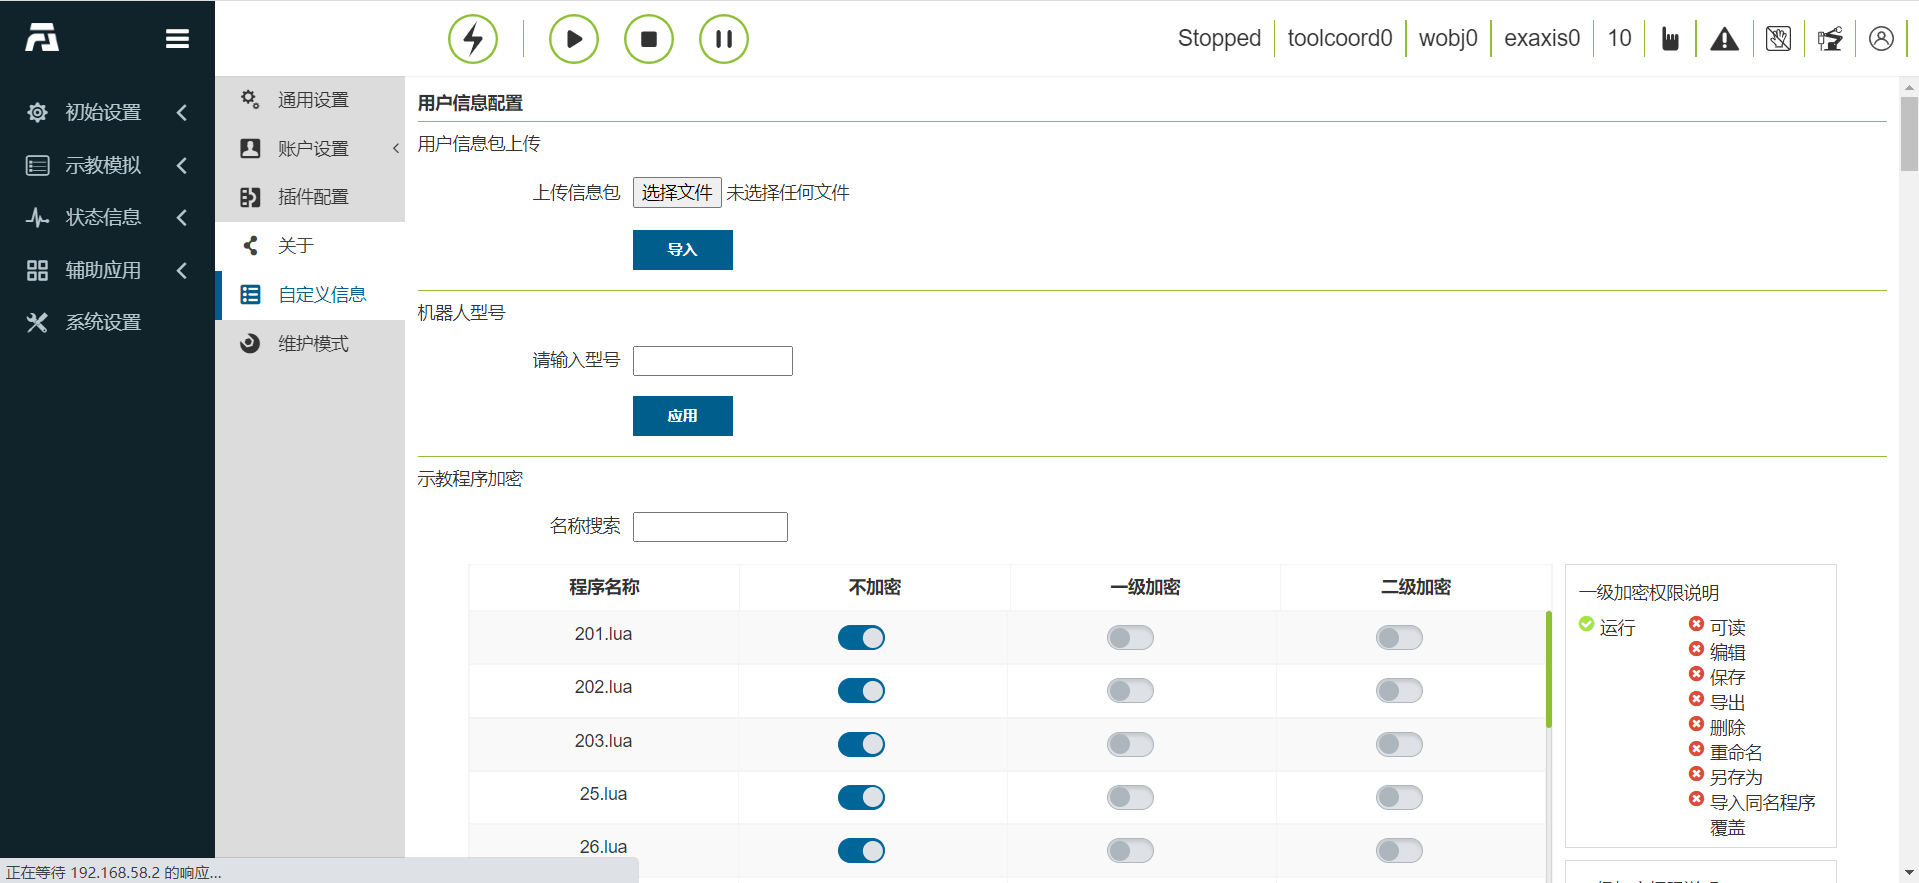 Stopped toolcoord0 wobj0 exaxis0 10
初始设置
示教模拟
状态信息
辅助应用
系统设置
通用设置
账户设置
插件配置
关于
自定义信息
维护模式
用户信息配置
用户信息包上传
上传信息包 选择文件 未选择任何文件
导入
机器人型号
请输入型号
应用
示教程序加密
名称搜索
程序名称 不加密 一级加密 二级加密
201.lua
202.lua
203.lua
25.lua
26.lua
一级加密权限说明
运行 可读
编辑
保存
导出
删除
重命名
另存为
导入同名程序
覆盖
正在等待 192.168.58.2 的响应...